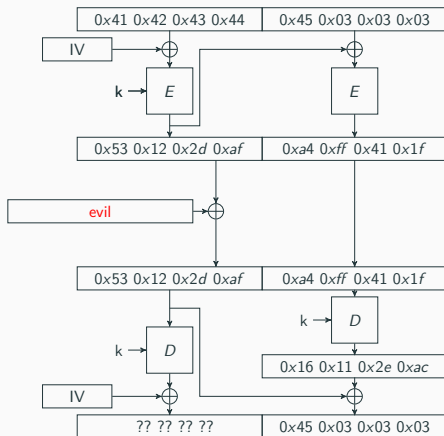 0x41 0x42 0x43 0x44 0x45 0x03 0x03 0x03
IV
k E E
0x53 0x12 0x2d 0xaf 0xa4 0xff 0x41 0x1f
evil
0x53 0x12 0x2d 0xaf 0xa4 0xff 0x41 0x1f
k D
k D
0x16 0x11 0x2e 0xac
IV
?? ?? ?? ?? 0x45 0x03 0x03 0x03